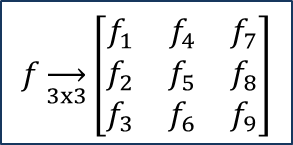 f₁ f₄ f₇
f → 3x3 f₂ f₅ f₈
f₃ f₆ f₉